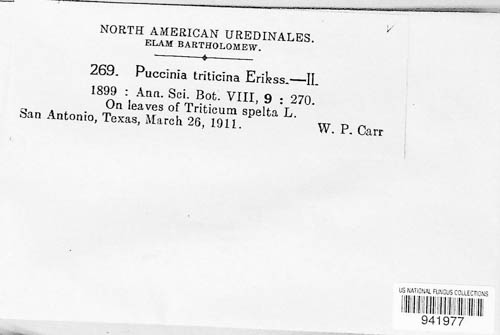 NORTH AMERICAN UREDINALES.
ELAM BARTHOLOMEW.
269. Puccinia triticina Erikss.—II.
1899 : Ann. Sci. Bot. VIII, 9 : 270.
On leaves of Triticum spelta L.
San Antonio, Texas, March 26, 1911.
W. P. Carr
US NATIONAL FUNGUS COLLECTIONS
941977